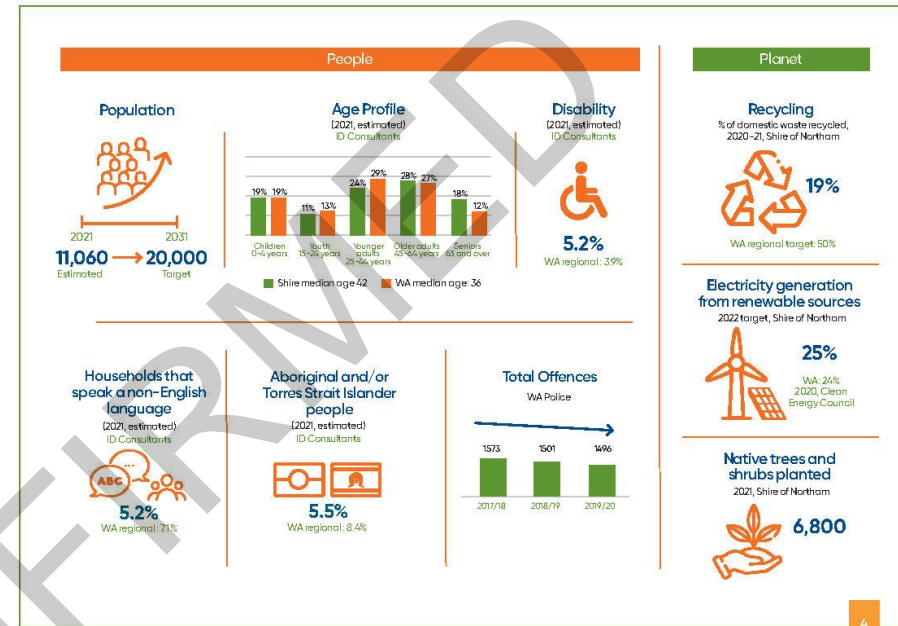 People
Population
2021
2031
11,060
20,000
Estimated
Target
Age Profile
(2021, estimated)
ID Consultants
19%
19%
11%
13%
24%
29%
28%
27%
18%
12%
Children
0-4 years
Youth
15-24 years
Younger
adults
25-44 years
Older adults
45-64 years
Seniors
65 and over
Shire median age 42
WA median age: 36
Disability
(2021, estimated)
ID Consultants
5.2%
WA regional: 3.9%
Households that
speak a non-English
language
(2021, estimated)
ID Consultants
...
ABC
5.2%
WA regional: 7.1%
Aboriginal and/or
Torres Strait Islander
people
(2021, estimated)
ID Consultants
5.5%
WA regional: 8.4%
Total Offences
WA Police
1573
1501
1496
2017/18
2018/19
2019/20
Planet
Recycling
% of domestic waste recycled,
2020-21, Shire of Northam
19%
WA regional target: 50%
Electricity generation
from renewable sources
2022 target, Shire of Northam
25%
WA: 24%
2020, Clean
Energy Council
Native trees and
shrubs planted
2021, Shire of Northam
6,800
4
FIRMED